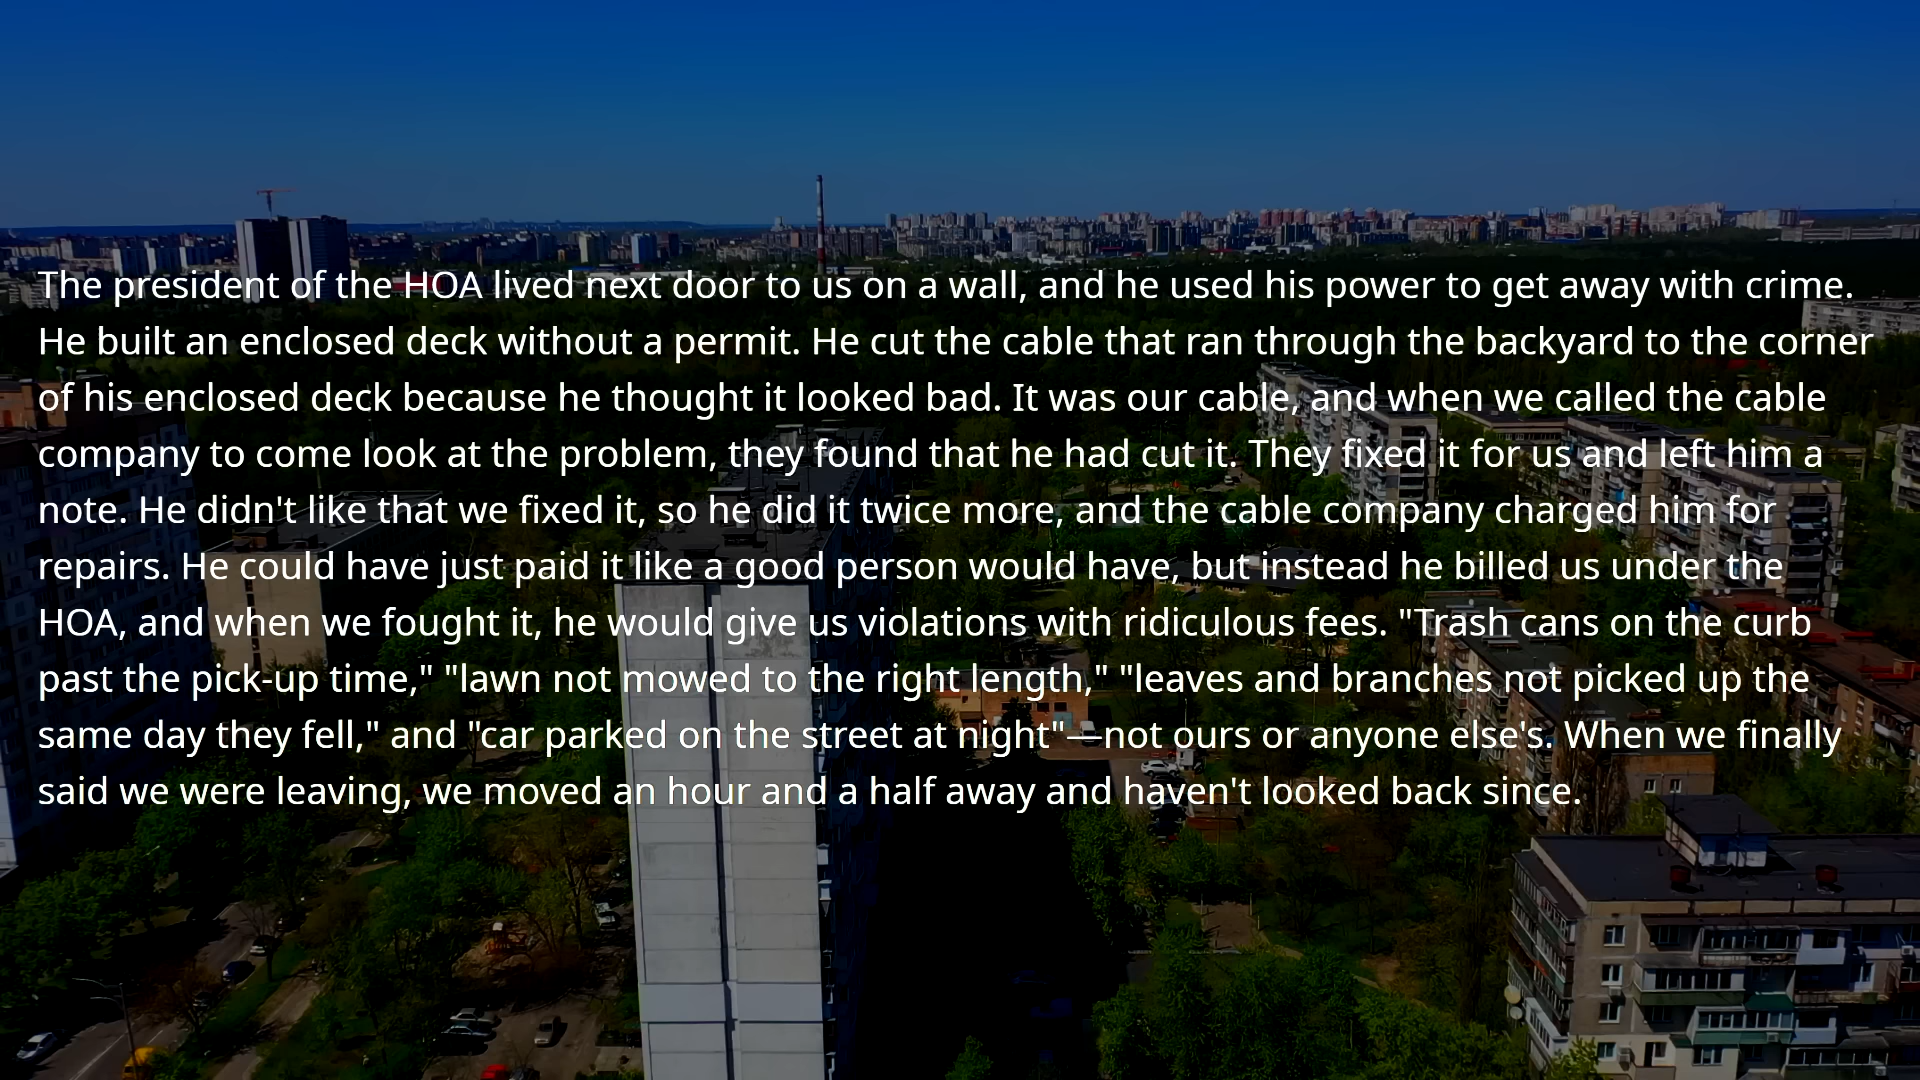 The president of the HOA lived next door to us on a wall, and he used his power to get away with crime.
He built an enclosed deck without a permit. He cut the cable that ran through the backyard to the corner
of his enclosed deck because he thought it looked bad. It was our cable, and when we called the cable
company to come look at the problem, they found that he had cut it. They fixed it for us and left him a
note. He didn't like that we fixed it, so he did it twice more, and the cable company charged him for
repairs. He could have just paid it like a good person would have, but instead he billed us under the
HOA, and when we fought it, he would give us violations with ridiculous fees. "Trash cans on the curb
past the pick-up time," "lawn not mowed to the right length," "leaves and branches not picked up the
same day they fell," and "car parked on the street at night"—not ours or anyone else's. When we finally
said we were leaving, we moved an hour and a half away and haven't looked back since.